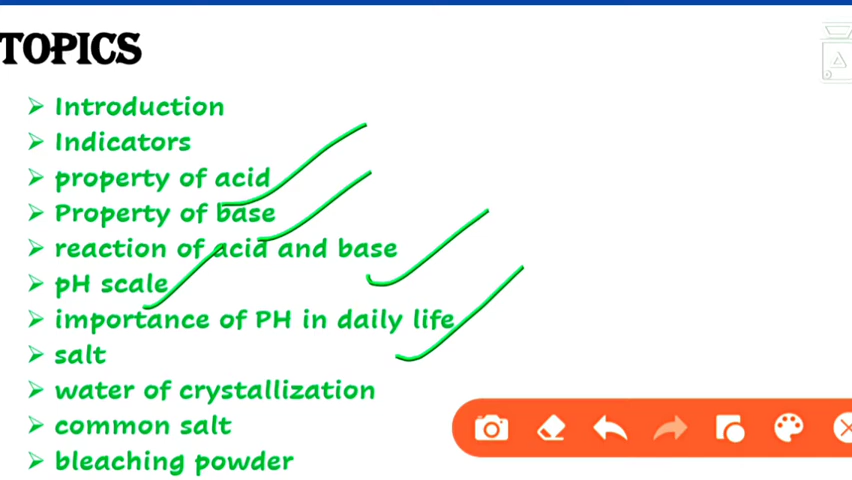 TOPICS
Introduction
Indicators
property of acid
Property of base
reaction of acid and base
pH scale
importance of PH in daily life
salt
water of crystallization
common salt
bleaching powder